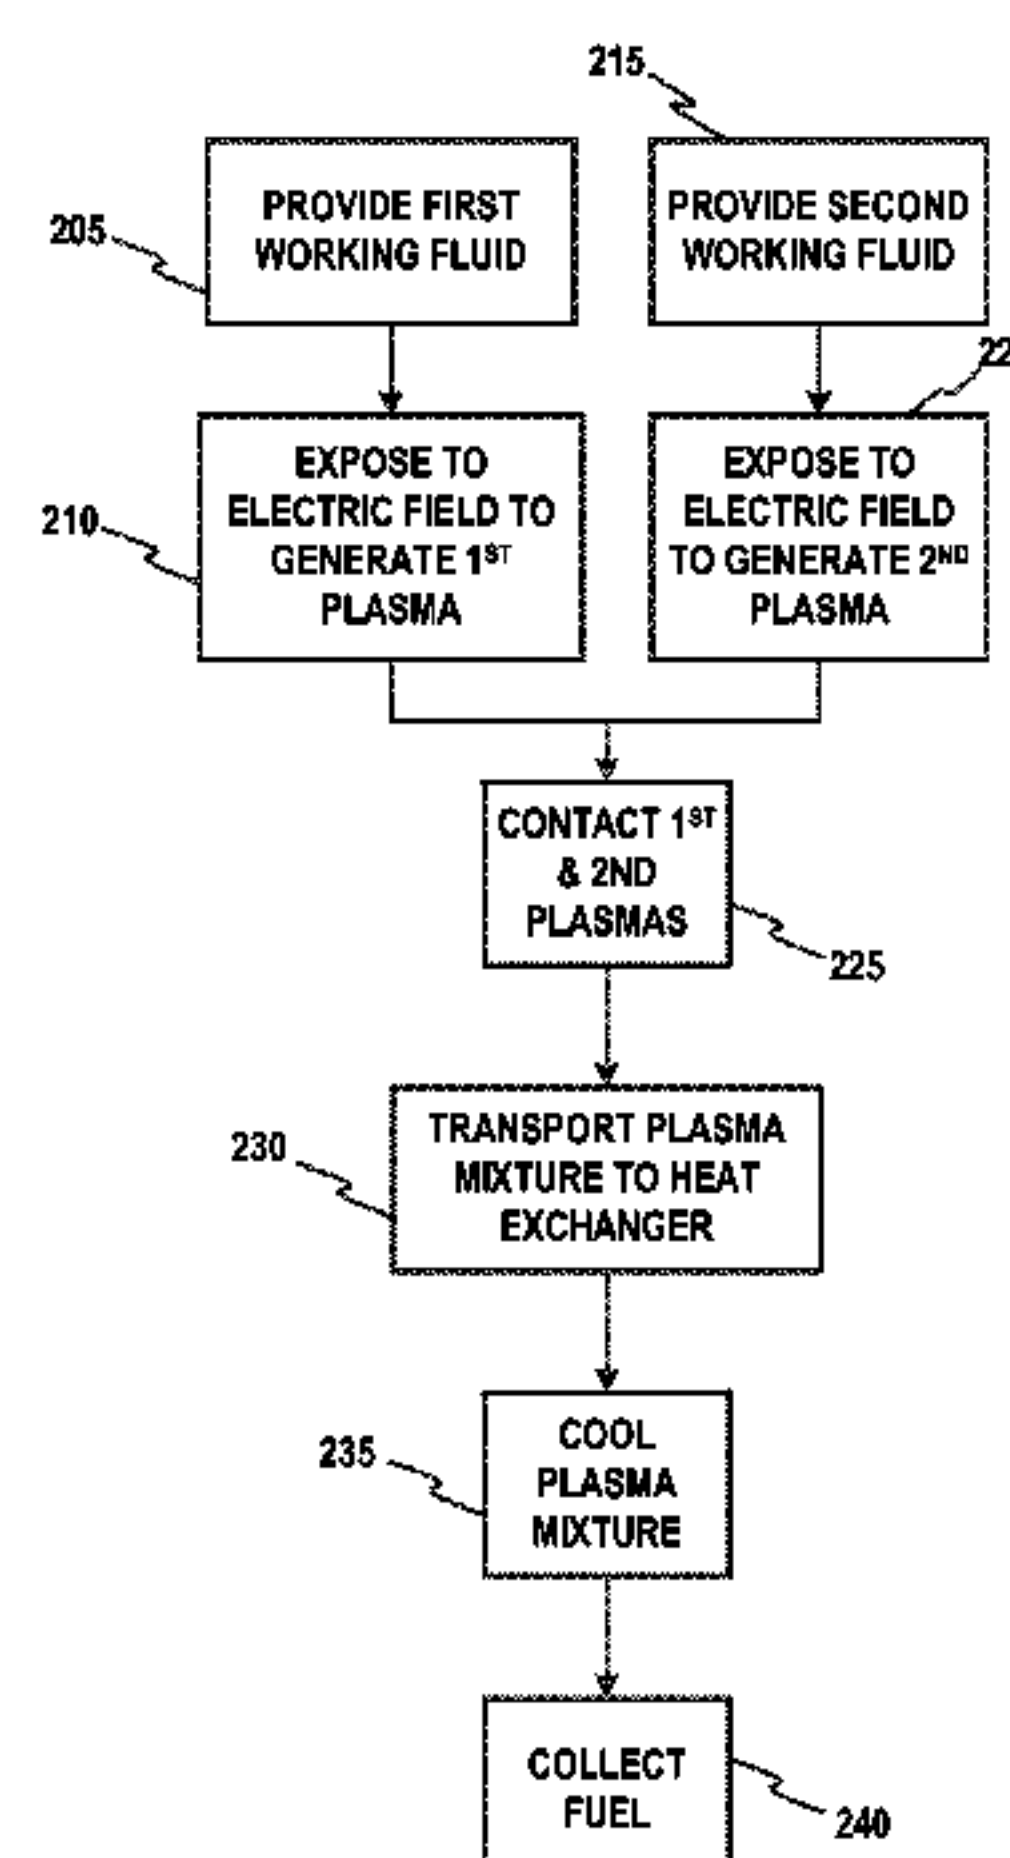 215
PROVIDE FIRST
WORKING FLUID
PROVIDE SECOND
WORKING FLUID
205
22
EXPOSE TO
ELECTRIC FIELD TO
GENERATE 1ST
PLASMA
EXPOSE TO
ELECTRIC FIELD
TO GENERATE 2ND
PLASMA
210
CONTACT 1ST
& 2ND
PLASMAS
225
TRANSPORT PLASMA
MIXTURE TO HEAT
EXCHANGER
230
COOL
PLASMA
MIXTURE
235
COLLECT
FUEL
240